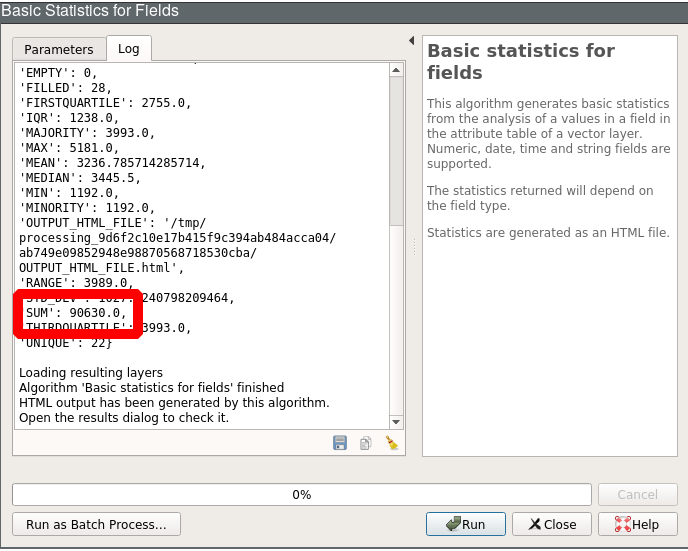 Basic Statistics for Fields
Parameters
Log
'EMPTY': 0,
'FILLED': 28,
'FIRSTQUARTILE': 2755.0,
'IQR': 1238.0,
'MAJORITY': 3993.0,
'MAX': 5181.0,
'MEAN': 3236.785714285714,
'MEDIAN': 3445.5,
'MIN': 1192.0,
'MINORITY': 1192.0,
'OUTPUT_HTML_FILE': '/tmp/
processing_9d6f2c10e17b415f9c394ab484acca04/
ab749e09852948e98870568718530cba/
OUTPUT_HTML_FILE.html',
'RANGE': 3989.0,
240798209464,
SUM': 90630.0,
'THIRDQUARTILE': 3993.0,
'UNIQUE': 22}
Loading resulting layers
Algorithm 'Basic statistics for fields' finished
HTML output has been generated by this algorithm.
Open the results dialog to check it.
Basic statistics for
fields
This algorithm generates basic statistics
from the analysis of a values in a field in
the attribute table of a vector layer.
Numeric, date, time and string fields are
supported.
The statistics returned will depend on
the field type.
Statistics are generated as an HTML file.
0%
Cancel
Run as Batch Process…
Run
Close
Help